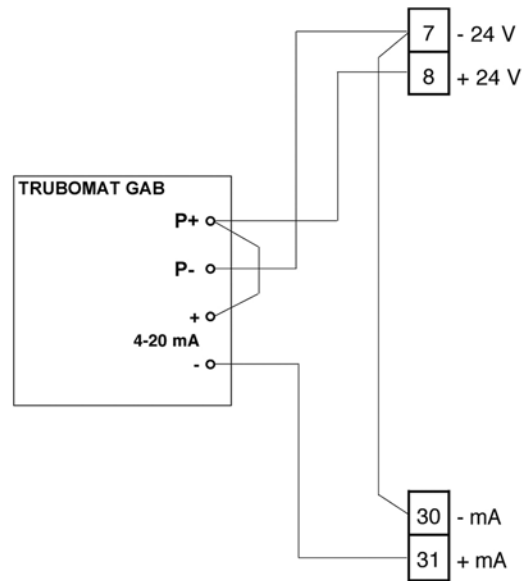 7 - 24 V
8 + 24 V
TRUBOMAT GAB
P+
P-
+
4-20 mA
-
30 - mA
31 + mA